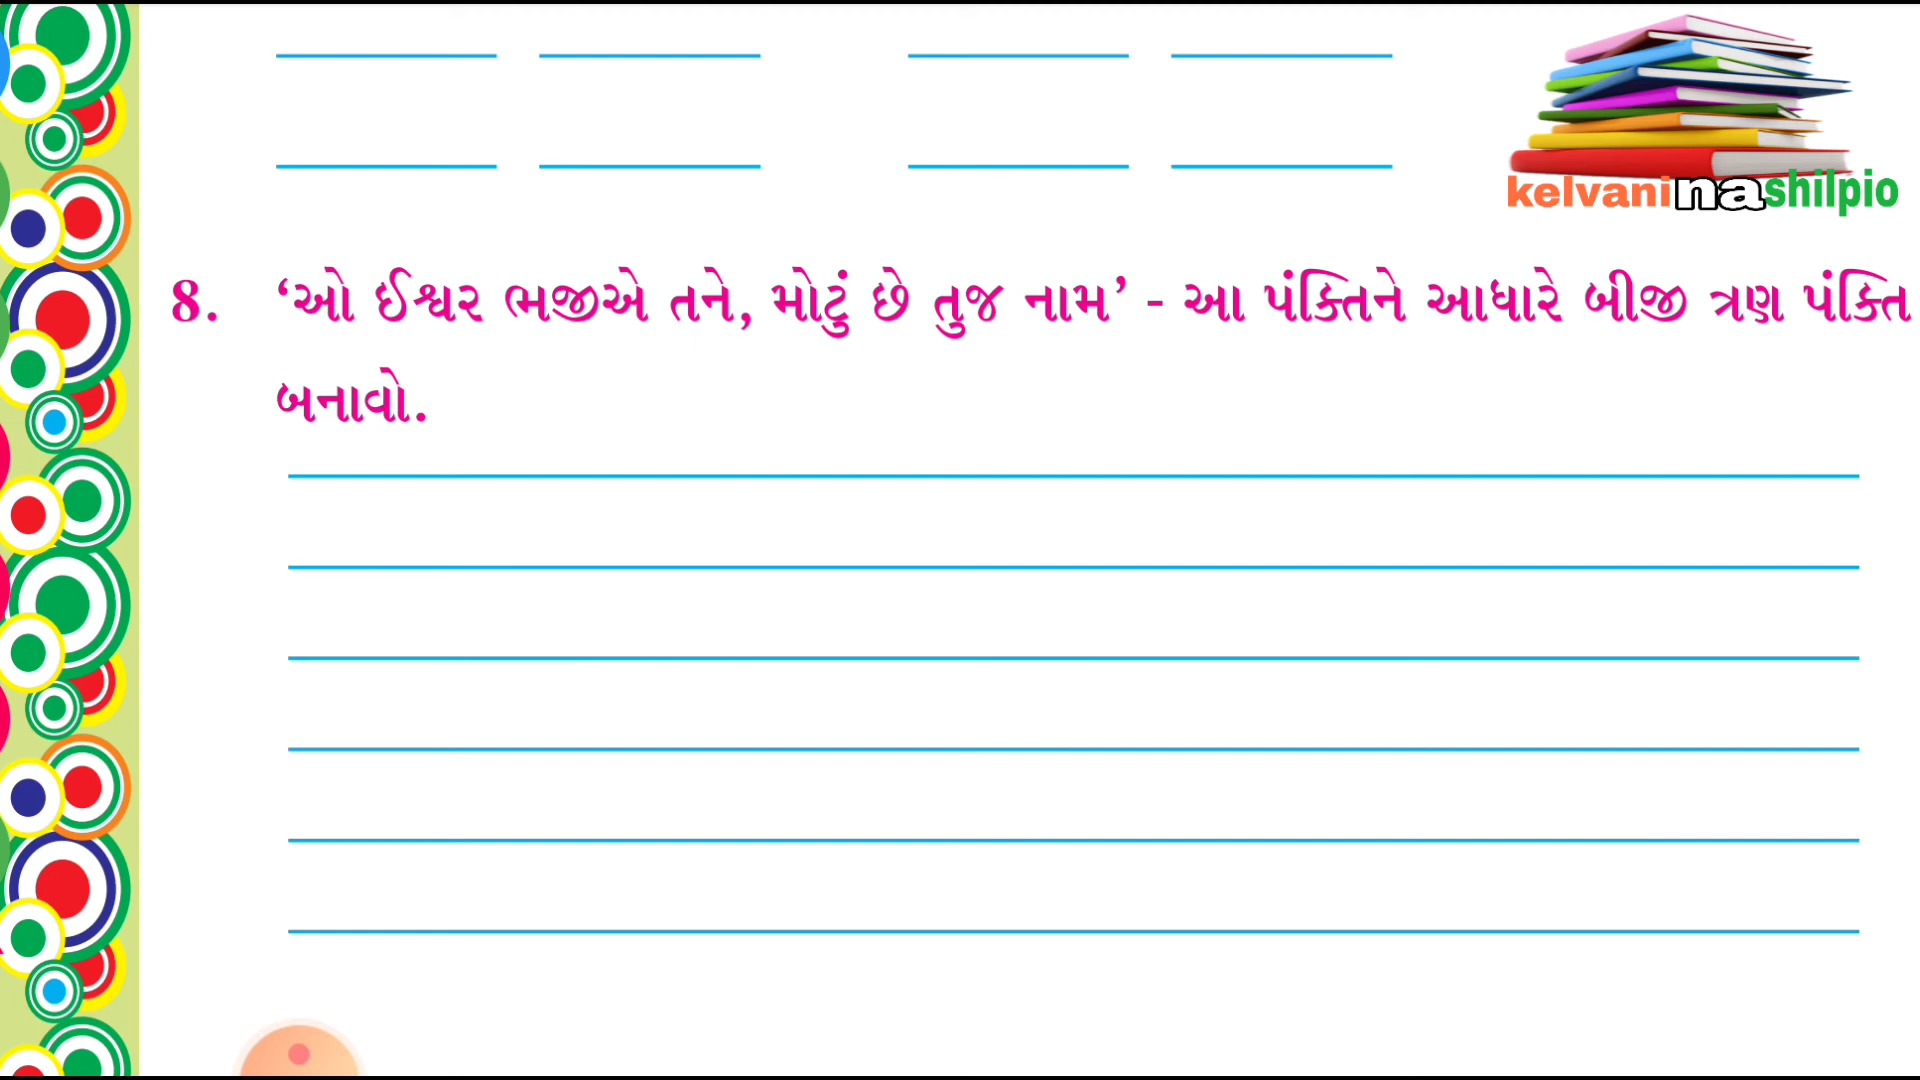 kelvaninashilpio
8. ‘ઓ ઈશ્વર ભજીએ તને, મોટું છે તુજ નામ’ - આ પંક્તિને આધારે બીજી ત્રણ પંક્તિ
બનાવો.